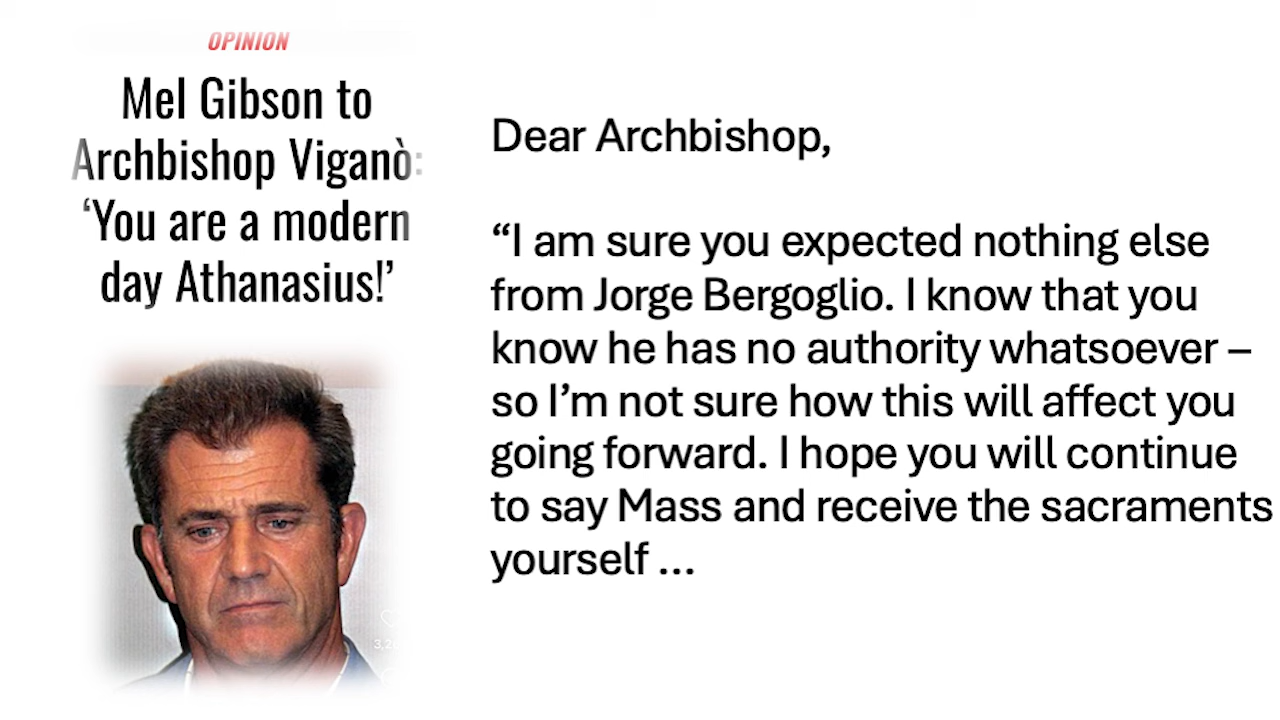 OPINION
Mel Gibson to
Archbishop Viganò:
‘You are a modern
day Athanasius!’
Dear Archbishop,
“I am sure you expected nothing else
from Jorge Bergoglio. I know that you
know he has no authority whatsoever –
so I’m not sure how this will affect you
going forward. I hope you will continue
to say Mass and receive the sacraments
yourself ...